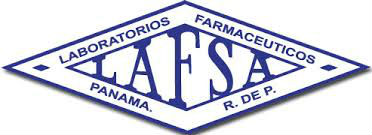 LABORATORIOS FARMACEUTICOS
LAFSA
PANAMA. R. DE P.